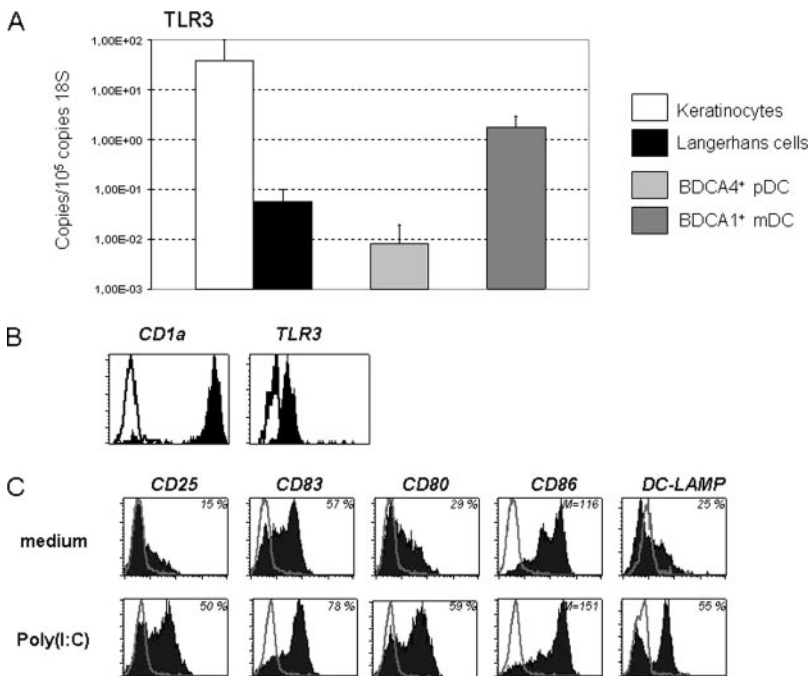 A
TLR3
Copies/10⁵ copies 18S
1,00E+02
1,00E+01
1,00E+00
1,00E-01
1,00E-02
1,00E-03
Keratinocytes
Langerhans cells
BDCA4⁺ pDC
BDCA1⁺ mDC
B
CD1a
TLR3
C
CD25
CD83
CD80
CD86
DC-LAMP
medium
15 %
57 %
29 %
M=116
25 %
Poly(I:C)
50 %
78 %
59 %
M=151
55 %